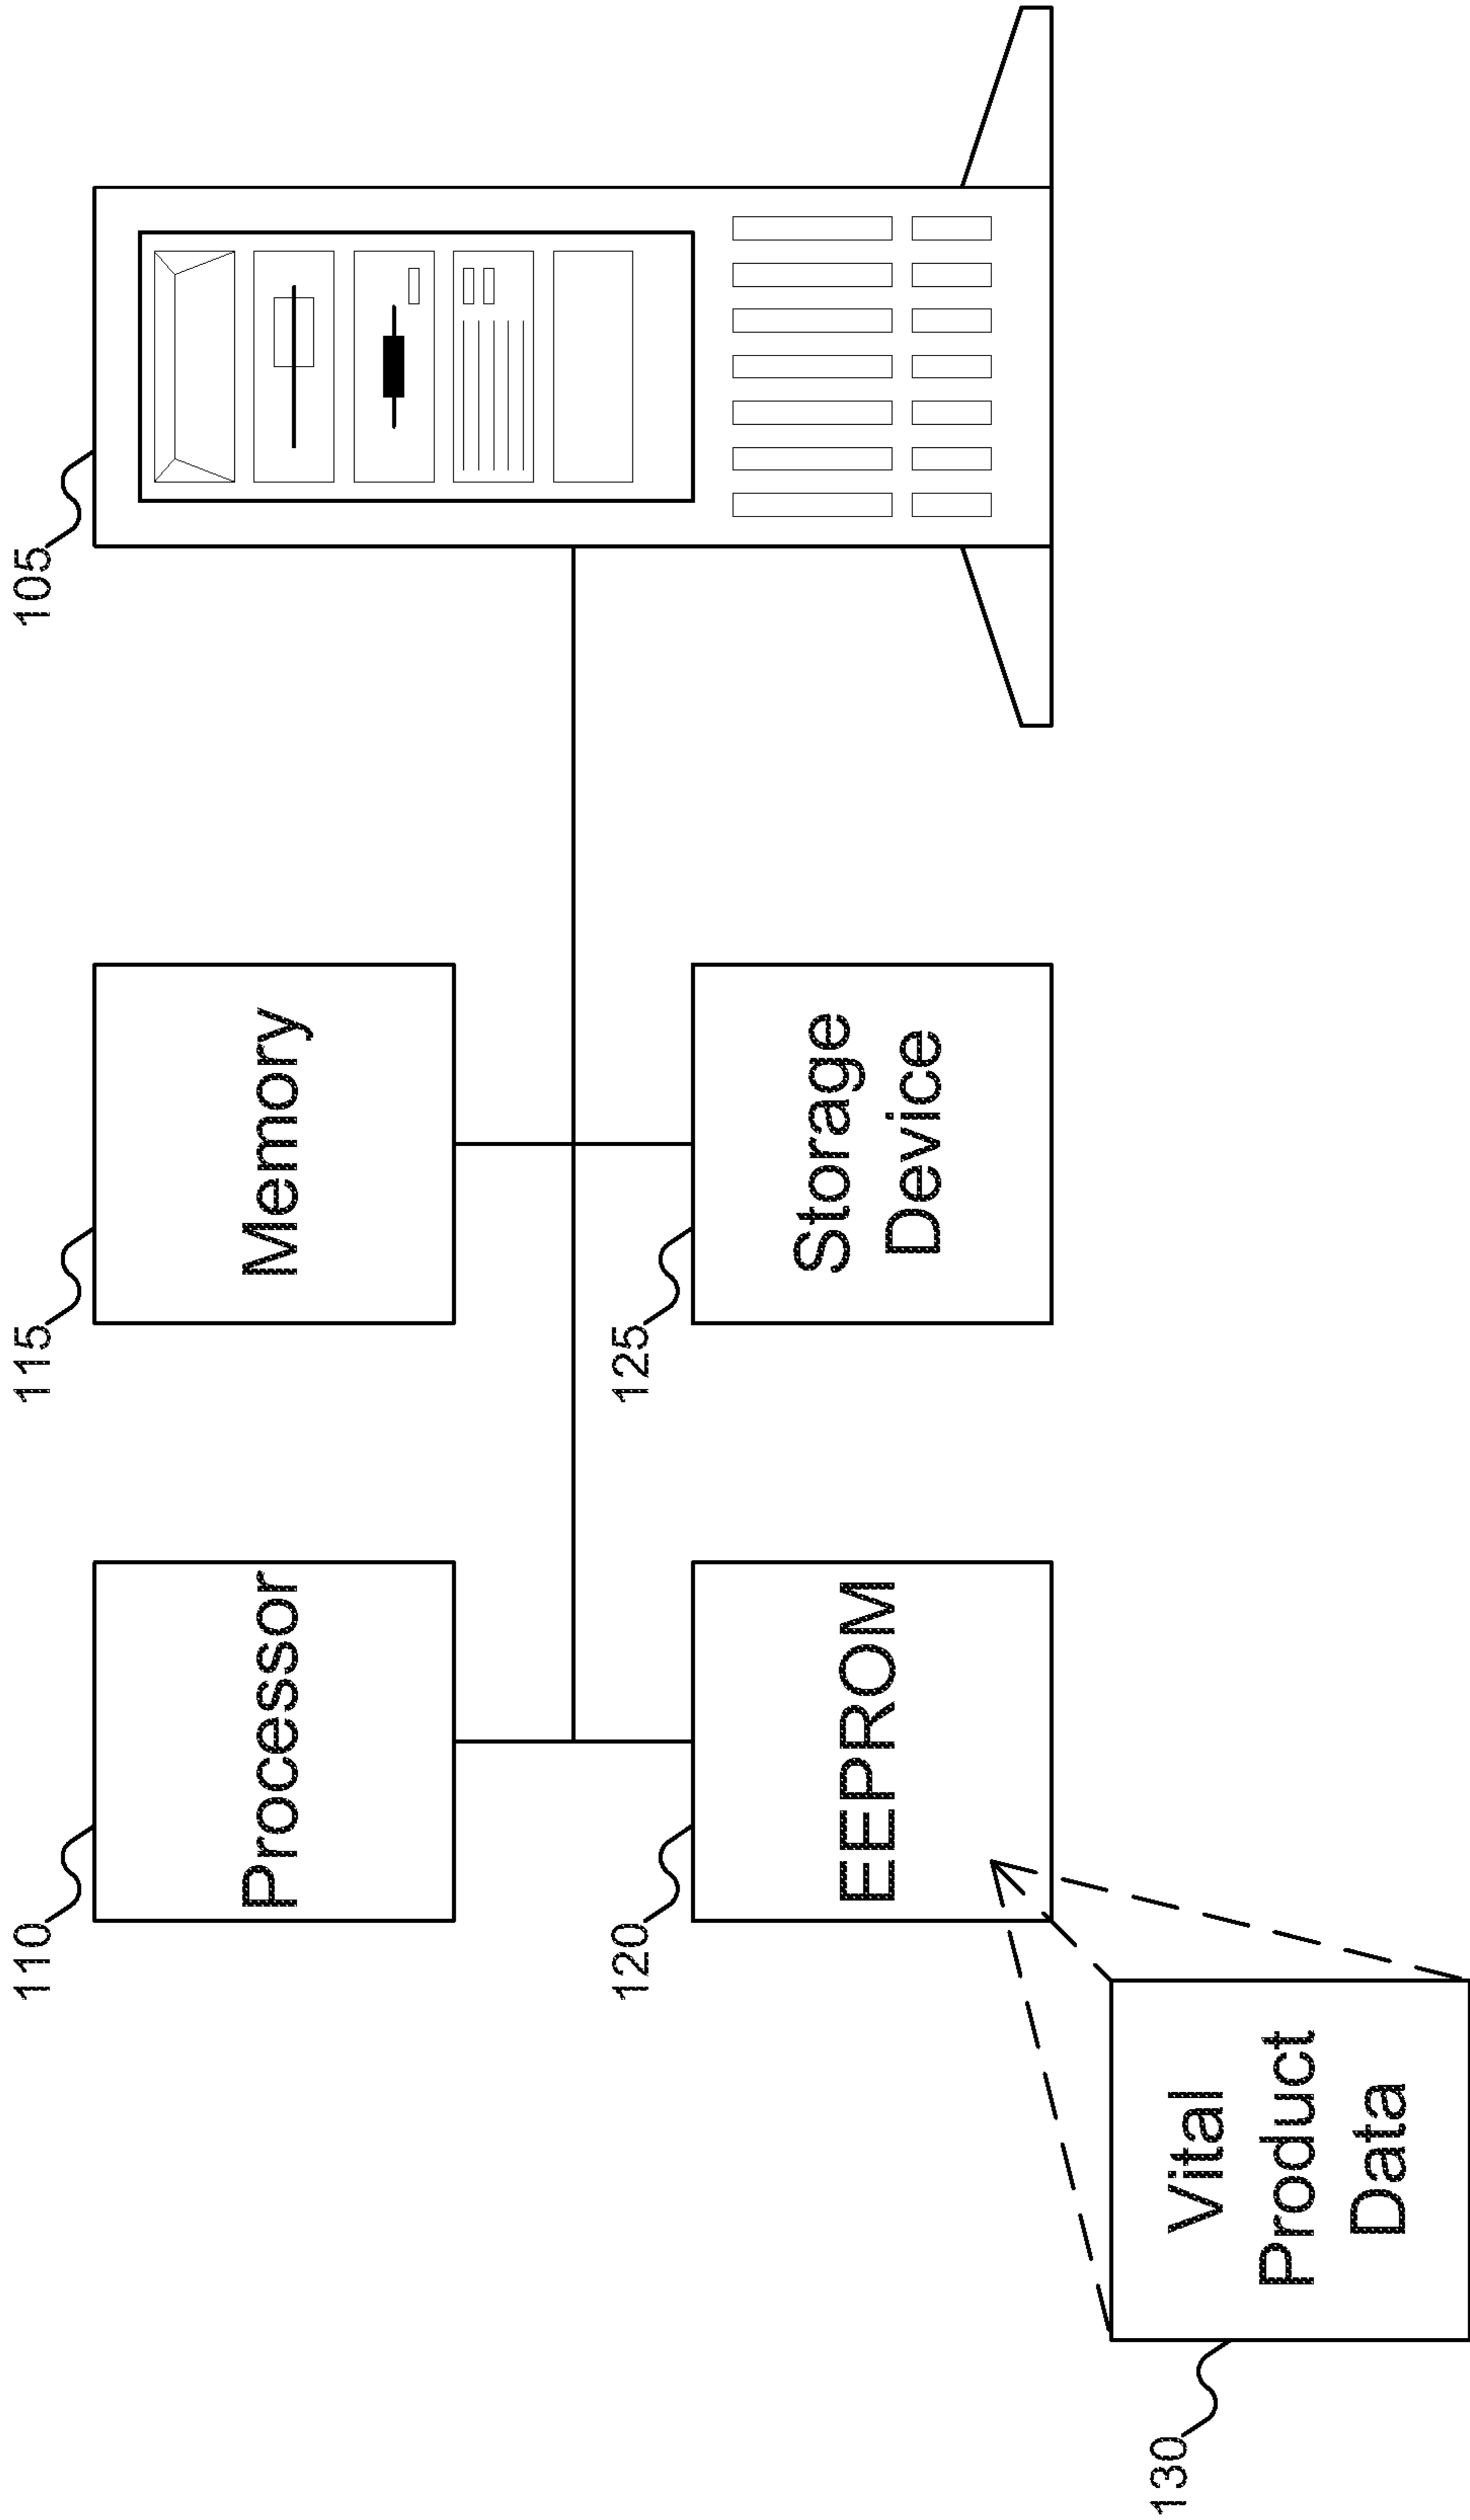 110
Processor
115
Memory
105
120
EEPROM
125
Storage
Device
130
Vital
Product
Data